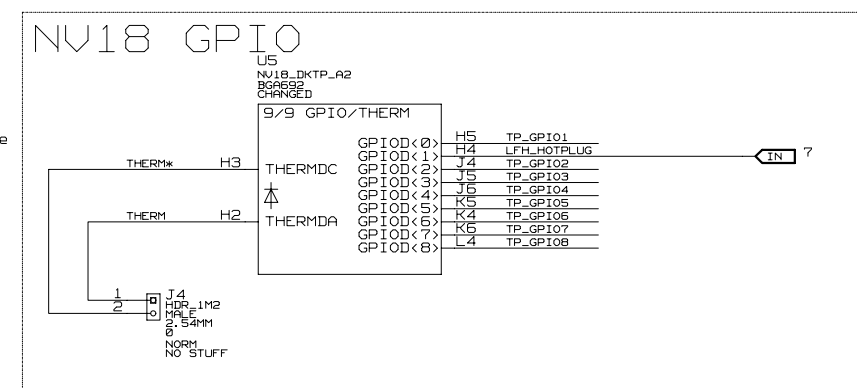 NV18 GPIO
U5
NV18_DKTP_A2
BGA692
CHANGED
9/9 GPIO/THERM
e
GPIOD<0> H5 TP_GPIO1
GPIOD<1> H4 LFH_HOTPLUG IN 7
THERM* H3 THERMDC GPIOD<2> J4 TP_GPIO2
GPIOD<3> J5 TP_GPIO3
GPIOD<4> J6 TP_GPIO4
GPIOD<5> K5 TP_GPIO5
THERM H2 THERMDA GPIOD<6> K4 TP_GPIO6
GPIOD<7> K6 TP_GPIO7
GPIOD<8> L4 TP_GPIO8
1 J4
2 HDR_1M2
MALE
2.54MM
0
NORM
NO STUFF